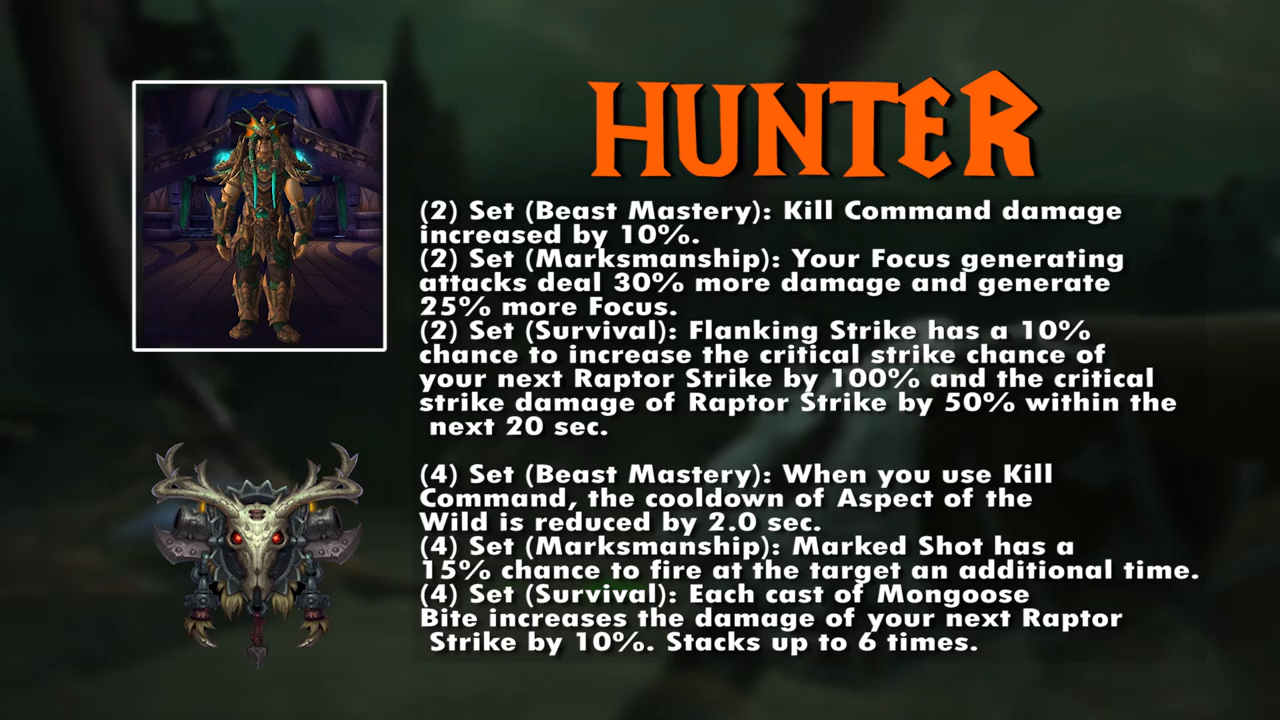 HUNTER
(2) Set (Beast Mastery): Kill Command damage
increased by 10%.
(2) Set (Marksmanship): Your Focus generating
attacks deal 30% more damage and generate
25% more Focus.
(2) Set (Survival): Flanking Strike has a 10%
chance to increase the critical strike chance of
your next Raptor Strike by 100% and the critical
strike damage of Raptor Strike by 50% within the
next 20 sec.
(4) Set (Beast Mastery): When you use Kill
Command, the cooldown of Aspect of the
Wild is reduced by 2.0 sec.
(4) Set (Marksmanship): Marked Shot has a
15% chance to fire at the target an additional time.
(4) Set (Survival): Each cast of Mongoose
Bite increases the damage of your next Raptor
Strike by 10%. Stacks up to 6 times.